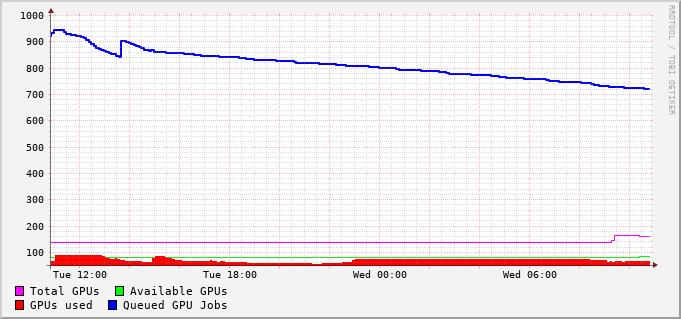 1000
900
800
700
600
500
400
300
200
100
Tue 12:00 Tue 18:00 Wed 00:00 Wed 06:00
Total GPUs Available GPUs
GPUs used Queued GPU Jobs
RRDTOOL / TOBI OETIKER